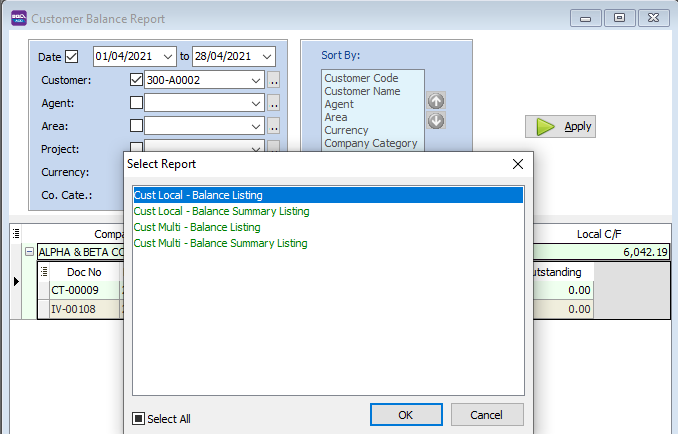 Customer Balance Report
Date 01/04/2021 to 28/04/2021
Customer: 300-A0002 ..
Agent: ..
Area: ..
Project: ..
Currency:
Co. Cate.:
Sort By:
Customer Code
Customer Name
Agent
Area
Currency
Company Category
Apply
Select Report
Cust Local - Balance Listing
Cust Local - Balance Summary Listing
Cust Multi - Balance Listing
Cust Multi - Balance Summary Listing
Select All
OK
Cancel
Compa
Local C/F
ALPHA & BETA CO
6,042.19
Doc No
utstanding
CT-00009
0.00
IV-00108
0.00